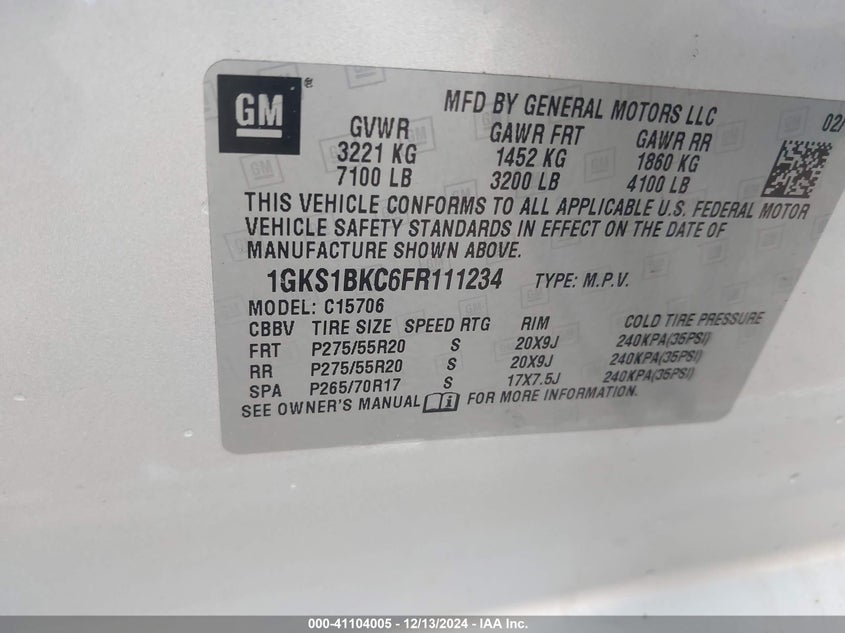 GM ®
MFD BY GENERAL MOTORS LLC
02/
GVWR GAWR FRT GAWR RR
3221 KG 1452 KG 1860 KG
7100 LB 3200 LB 4100 LB
THIS VEHICLE CONFORMS TO ALL APPLICABLE U.S. FEDERAL MOTOR
VEHICLE SAFETY STANDARDS IN EFFECT ON THE DATE OF
MANUFACTURE SHOWN ABOVE.
1GKS1BKC6FR111234 TYPE: M.P.V.
MODEL: C15706
CBBV TIRE SIZE SPEED RTG RIM COLD TIRE PRESSURE
FRT P275/55R20 S 20X9J 240KPA(35PSI)
RR P275/55R20 S 20X9J 240KPA(35PSI)
SPA P265/70R17 S 17X7.5J 240KPA(35PSI)
SEE OWNER'S MANUAL i FOR MORE INFORMATION.
000-41104005 - 12/13/2024 - IAA Inc.